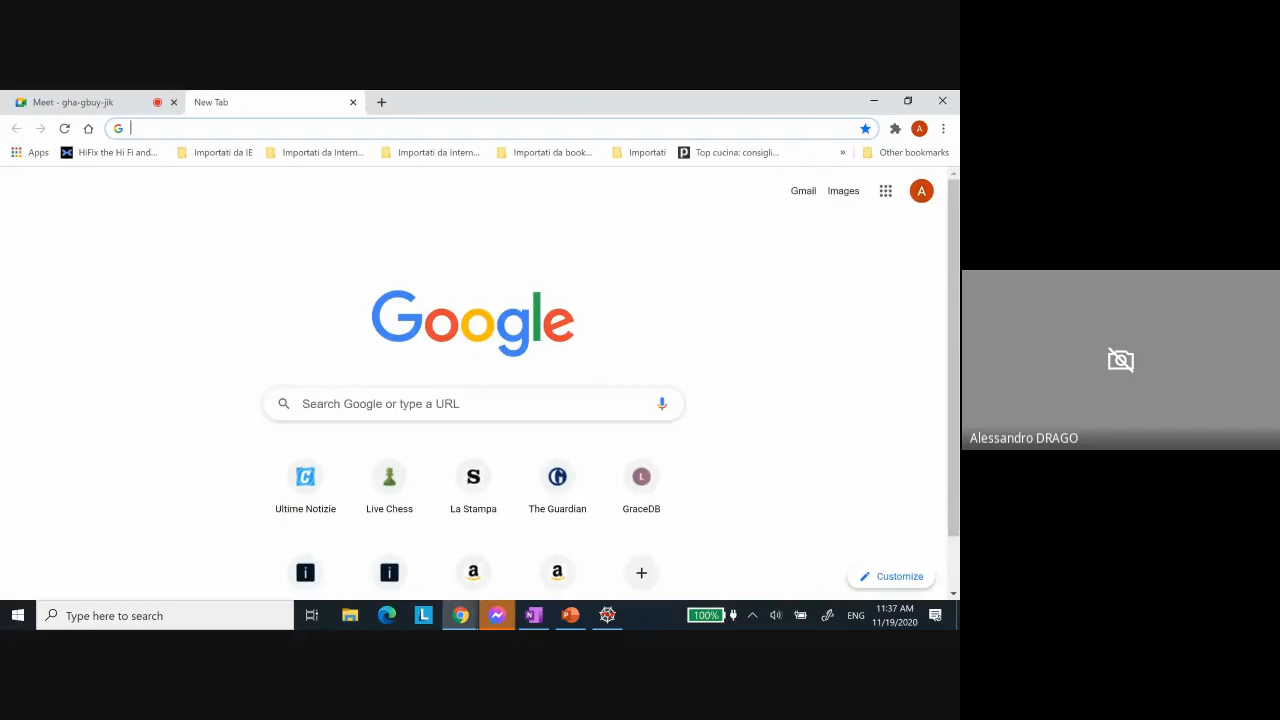 Meet - gha-gbuy-jik
New Tab
Apps
HiFix the Hi Fi and...
Importati da IE
Importati da Intern...
Importati da Intern...
Importati da book...
Importati
Top cucina: consigli...
»
Other bookmarks
Gmail
Images
A
Google
Search Google or type a URL
Ultime Notizie
Live Chess
La Stampa
The Guardian
GraceDB
Customize
Alessandro DRAGO
Type here to search
100%
ENG
11:37 AM
11/19/2020